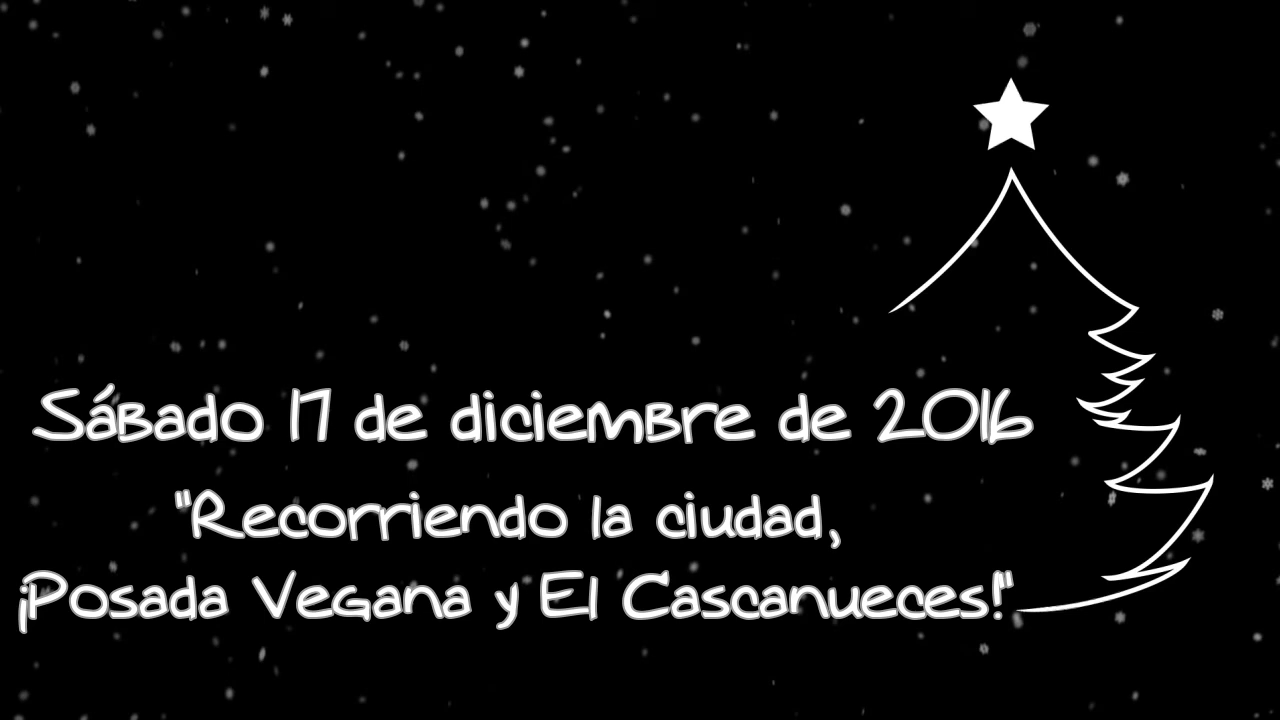 Sábado 17 de diciembre de 2016
"Recorriendo la ciudad,
¡Posada Vegana y El Cascanueces!"